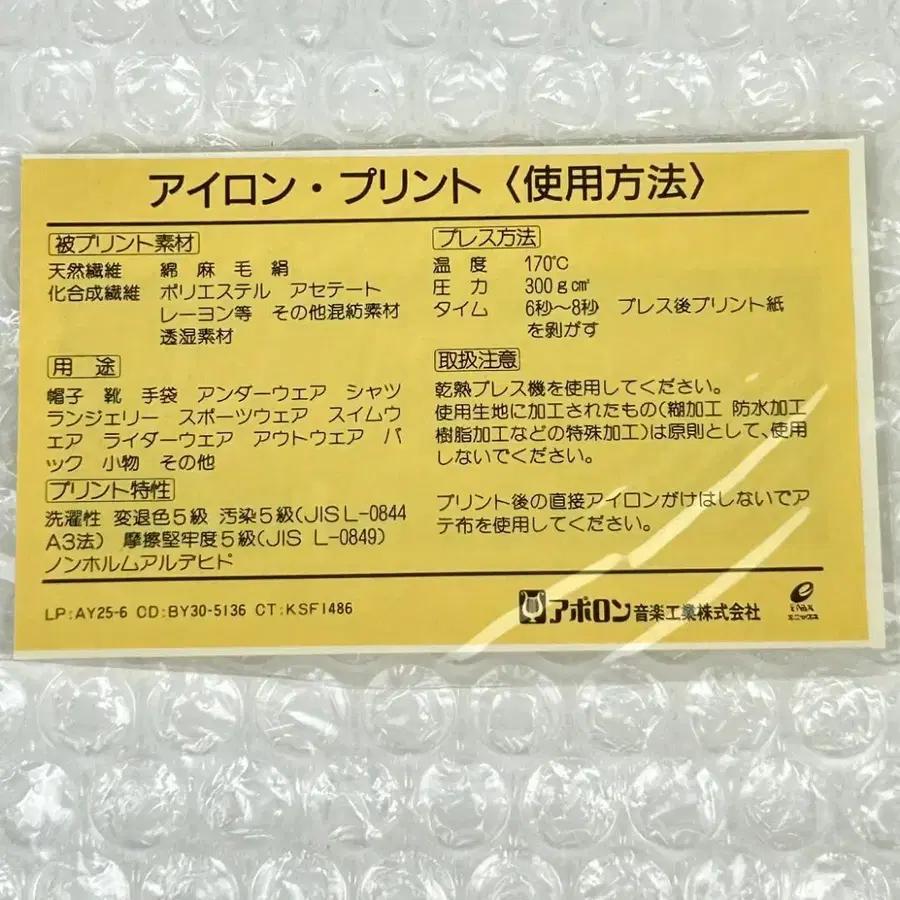 アイロン・プリント〈使用方法〉
被プリント素材
天然繊維 綿 麻 毛 絹
化合成繊維 ポリエステル アセテート
レーヨン等 その他混紡素材
透湿素材
用途
帽子 靴 手袋 アンダーウェア シャツ
ランジェリー スポーツウェア スイムウ
ェア ライダーウェア アウトウェア バ
ック 小物 その他
プリント特性
洗濯性 変退色5級 汚染5級(JIS L-0844
A3法) 摩擦堅牢度5級(JIS L-0849)
ノンホルムアルデヒド
プレス方法
温度 170℃
圧力 300g㎠
タイム 6秒〜8秒 プレス後プリント紙
を剝がす
取扱注意
乾熱プレス機を使用してください。
使用生地に加工されたもの(糊加工 防水加工
樹脂加工などの特殊加工)は原則として、使用
しないでください。
プリント後の直接アイロンがけはしないでア
テ布を使用してください。
LP:AY25-6 CD:BY30-5136 CT:KSF1486
アポロン音楽工業株式会社
エニックス